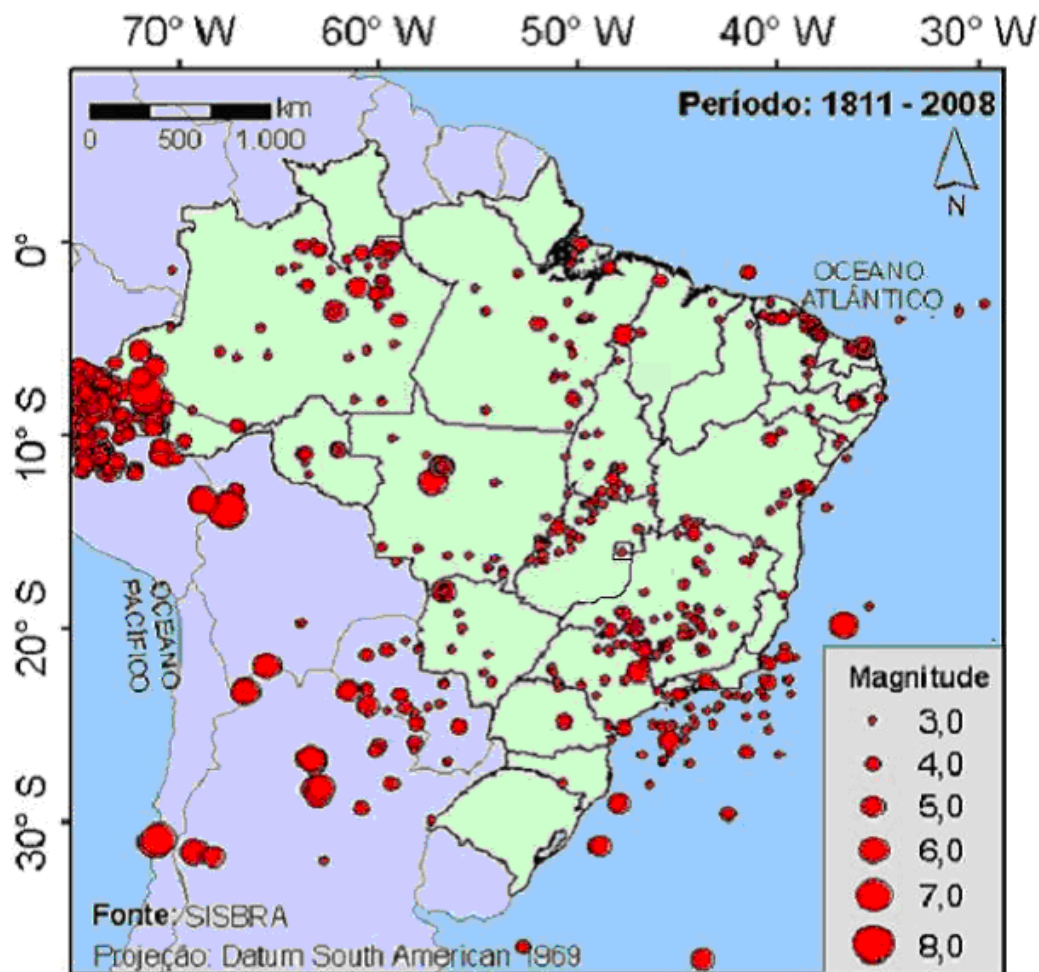 70° W 60° W 50° W 40° W 30° W
km
0 500 1.000
Período: 1811 - 2008
N
0°
10° S
20° S
30° S
OCEANO
ATLÂNTICO
OCEANO
PACÍFICO
Magnitude
3,0
4,0
5,0
6,0
7,0
8,0
Fonte: SISBRA
Projeção: Datum South American 1969